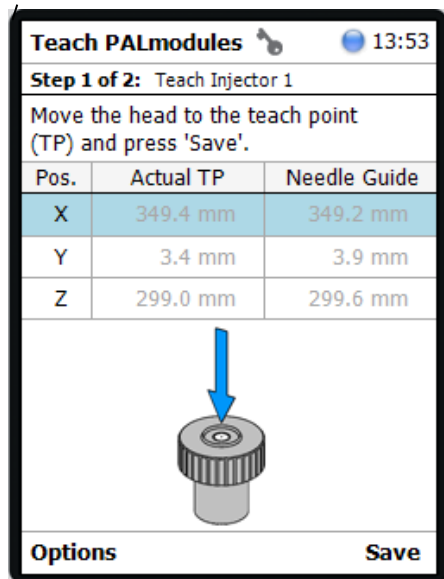 Teach PALmodules 13:53
Step 1 of 2: Teach Injector 1
Move the head to the teach point
(TP) and press 'Save'.
Pos. Actual TP Needle Guide
X 349.4 mm 349.2 mm
Y 3.4 mm 3.9 mm
Z 299.0 mm 299.6 mm
Options Save